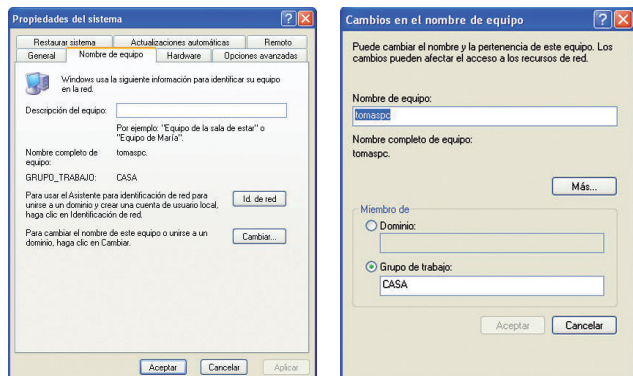 Propiedades del sistema
Restaurar sistema
Actualizaciones automáticas
Remoto
General
Nombre de equipo
Hardware
Opciones avanzadas
Windows usa la siguiente información para identificar su equipo
en la red.
Descripción del equipo:
Por ejemplo: "Equipo de la sala de estar" o
"Equipo de María".
Nombre completo de
equipo:
tomaspc.
GRUPO_TRABAJO:
CASA
Para usar el Asistente para identificación de red para
unirse a un dominio y crear una cuenta de usuario local,
haga clic en Identificación de red.
Id. de red
Para cambiar el nombre de este equipo o unirse a un
dominio, haga clic en Cambiar.
Cambiar...
Aceptar
Cancelar
Aplicar
Cambios en el nombre de equipo
Puede cambiar el nombre y la pertenencia de este equipo. Los
cambios pueden afectar el acceso a los recursos de red.
Nombre de equipo:
tomaspc
Nombre completo de equipo:
tomaspc.
Más...
Miembro de
Dominio:
Grupo de trabajo:
CASA
Aceptar
Cancelar